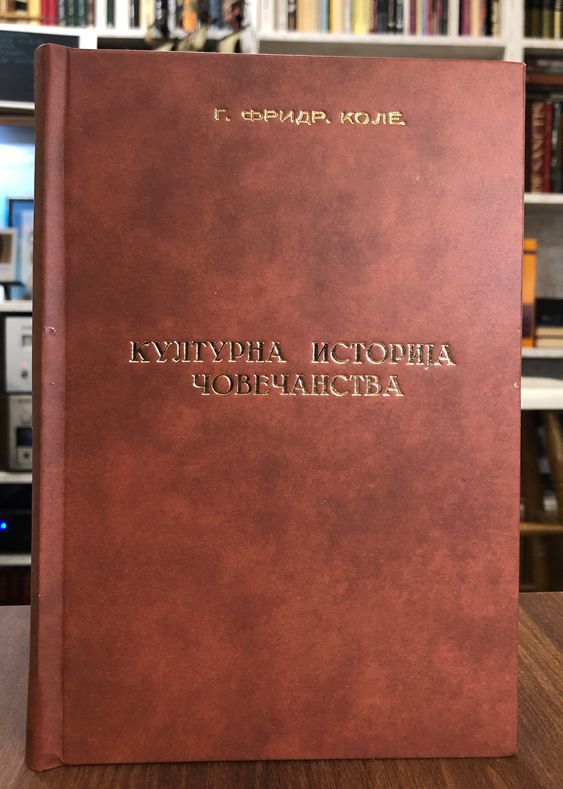 Г. ФРИДР. КОЛЕ
КУЛТУРНА ИСТОРИЈА
ЧОВЕЧАНСТВА